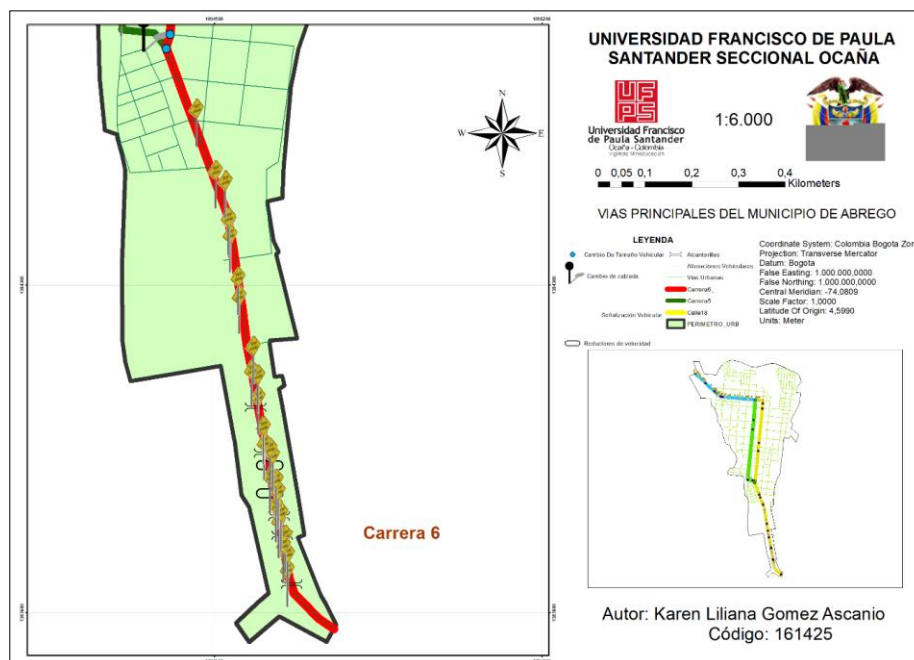 UNIVERSIDAD FRANCISCO DE PAULA
SANTANDER SECCIONAL OCAÑA
UFPS
Universidad Francisco
de Paula Santander
Ocaña - Colombia
Vigilada Mineducación
1:6.000
0 0,05 0,1 0,2 0,3 0,4
Kilometers
VIAS PRINCIPALES DEL MUNICIPIO DE ABREGO
LEYENDA
Cambio De Tamaño Vehicular
Cambio de calzada
Señalización Vehicular
Reductores de velocidad
Alcantarillas
Vias Urbanas
Carrera6_
Carrera5
Calle18
PERIMETRO_URB
Coordinate System: Colombia Bogota Zon
Projection: Transverse Mercator
Datum: Bogota
False Easting: 1.000.000,0000
False Northing: 1.000.000,0000
Central Meridian: -74,0809
Scale Factor: 1,0000
Latitude Of Origin: 4,5990
Units: Meter
N
W E
S
Carrera 6
Autor: Karen Liliana Gomez Ascanio
Código: 161425